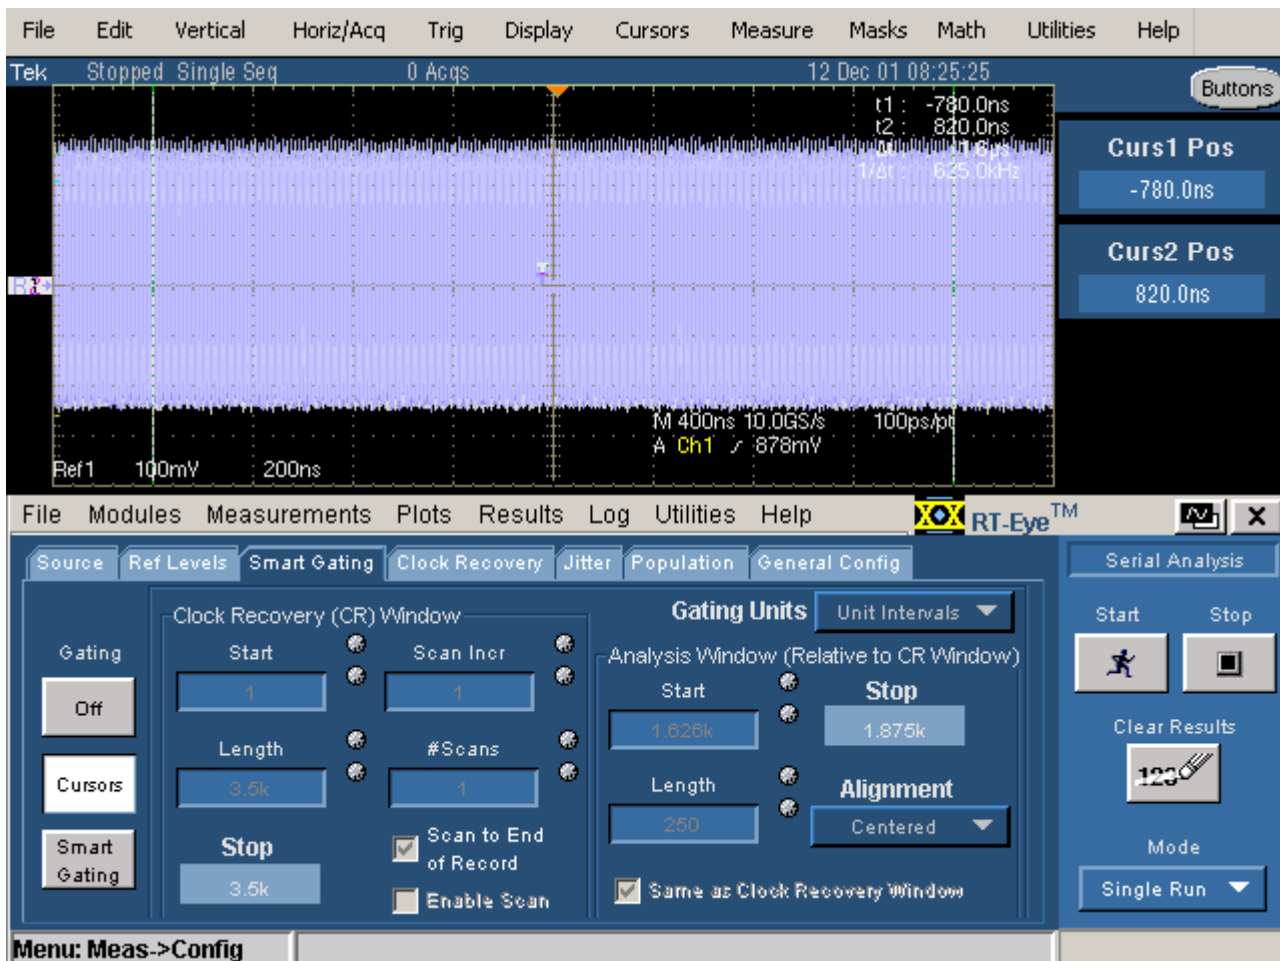 File Edit Vertical Horiz/Acq Trig Display Cursors Measure Masks Math Utilities Help
Tek Stopped Single Seq 0 Acqs 12 Dec 01 08:25:25
Buttons
t1 : -780.0ns
t2 : 820.0ns
Δt : 1.6µs
1/Δt : 625.0kHz
Curs1 Pos
-780.0ns
Curs2 Pos
820.0ns
M 400ns 10.0GS/s 100ps/pt
A Ch1 878mV
Ref1 100mV 200ns
File Modules Measurements Plots Results Log Utilities Help RT-Eye™
Source Ref Levels Smart Gating Clock Recovery Jitter Population General Config
Serial Analysis
Gating Units Unit Intervals
Clock Recovery (CR) Window
Analysis Window (Relative to CR Window)
Gating
Off
Cursors
Smart
Gating
Start
1
Scan Incr
1
Length
3.5k
#Scans
1
Stop
3.5k
Scan to End
of Record
Enable Scan
Start
1.626k
Stop
1.875k
Length
250
Alignment
Centered
Same as Clock Recovery Window
Start
Stop
Clear Results
123
Mode
Single Run
Menu: Meas->Config